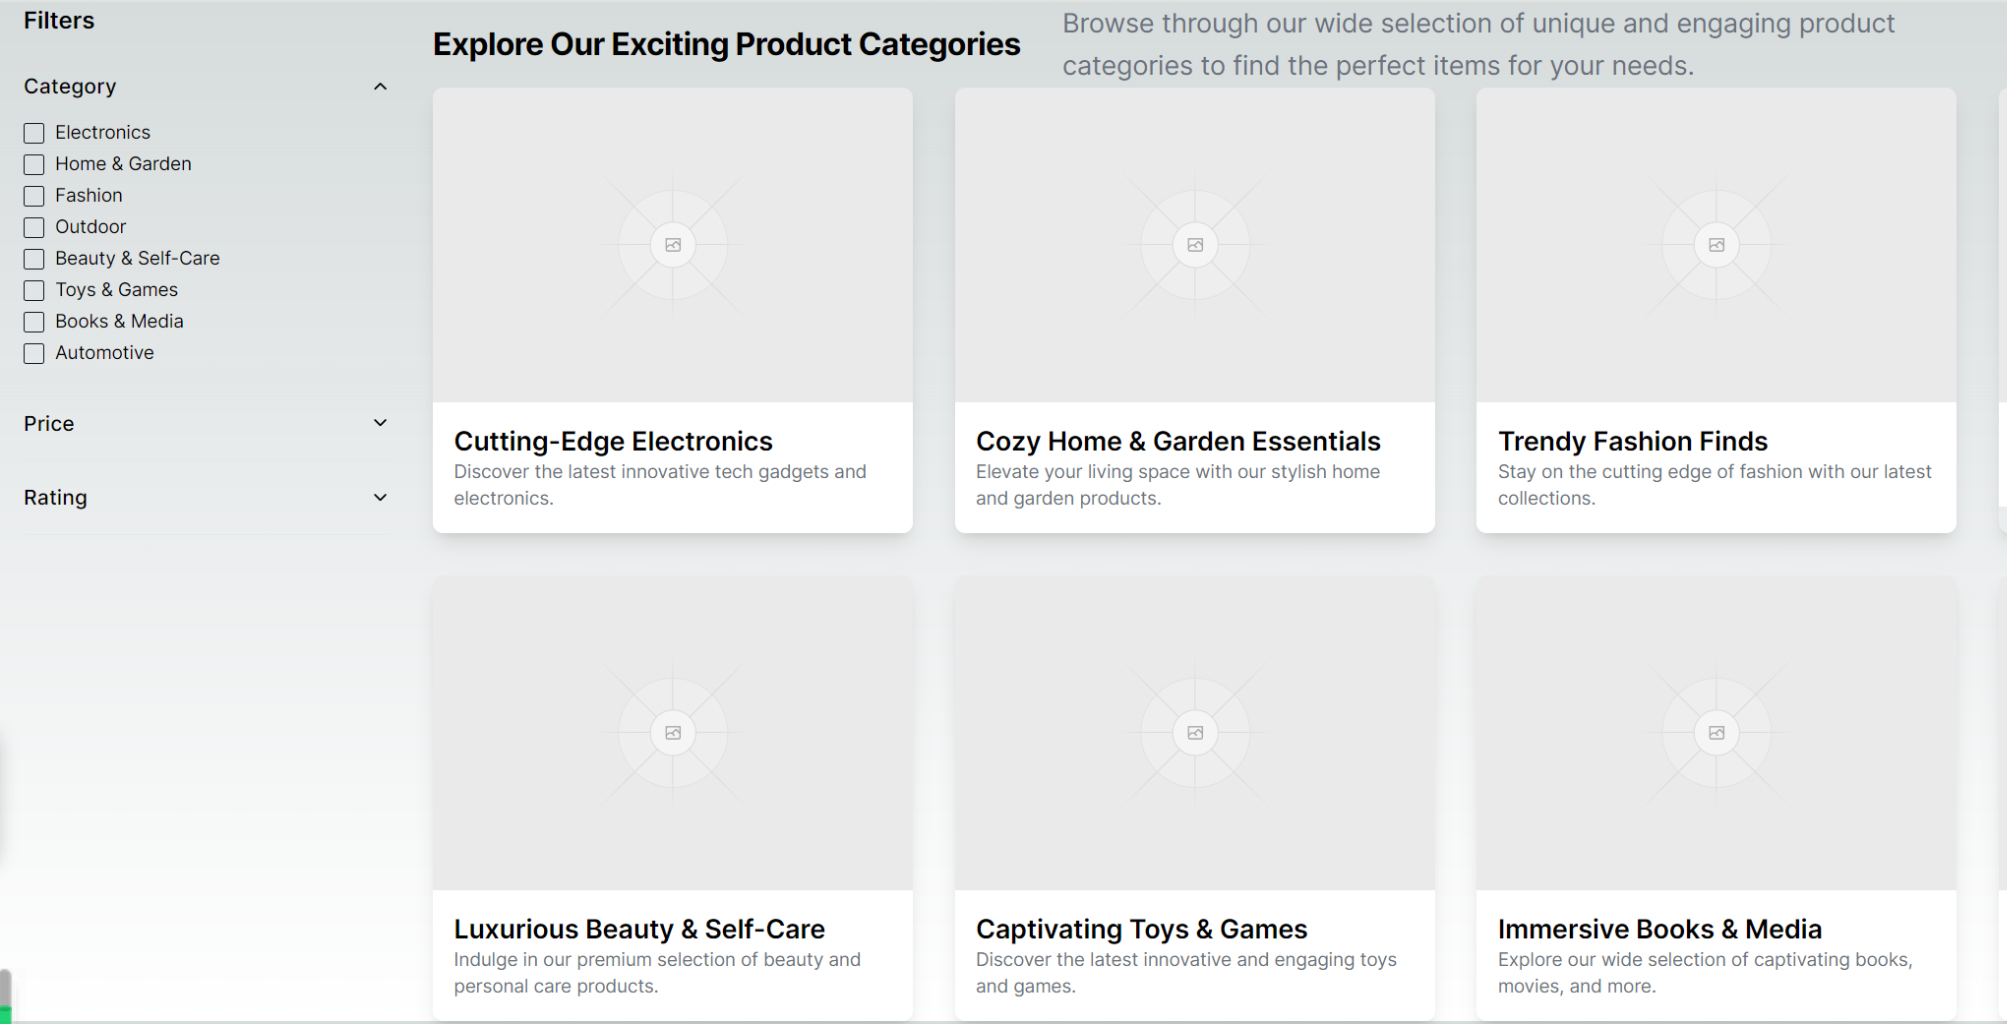 Filters
Category
Electronics
Home & Garden
Fashion
Outdoor
Beauty & Self-Care
Toys & Games
Books & Media
Automotive
Price
Rating
Explore Our Exciting Product Categories
Browse through our wide selection of unique and engaging product
categories to find the perfect items for your needs.
Cutting-Edge Electronics
Discover the latest innovative tech gadgets and
electronics.
Cozy Home & Garden Essentials
Elevate your living space with our stylish home
and garden products.
Trendy Fashion Finds
Stay on the cutting edge of fashion with our latest
collections.
Luxurious Beauty & Self-Care
Indulge in our premium selection of beauty and
personal care products.
Captivating Toys & Games
Discover the latest innovative and engaging toys
and games.
Immersive Books & Media
Explore our wide selection of captivating books,
movies, and more.